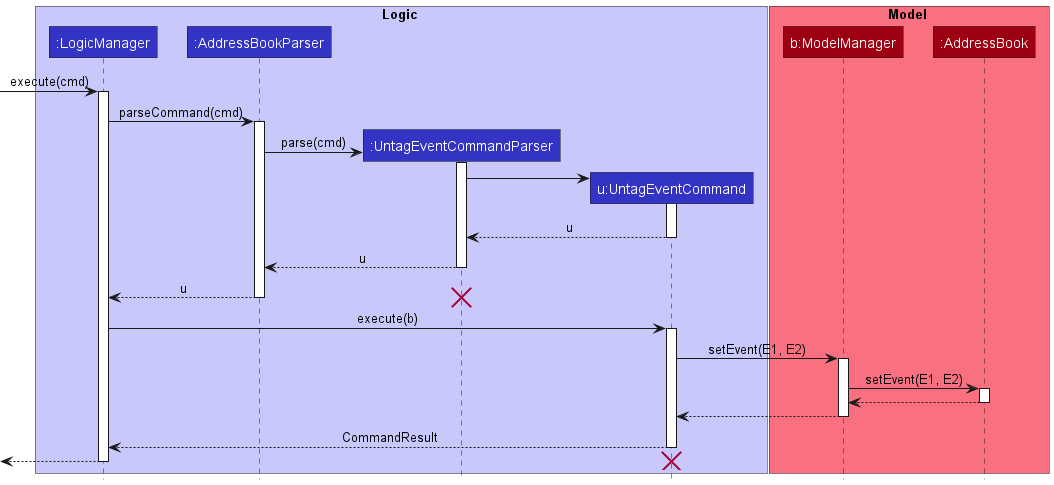 Logic
Model
:LogicManager
:AddressBookParser
b:ModelManager
:AddressBook
execute(cmd)
parseCommand(cmd)
parse(cmd)
:UntagEventCommandParser
u:UntagEventCommand
u
u
u
execute(b)
setEvent(E1, E2)
setEvent(E1, E2)
CommandResult